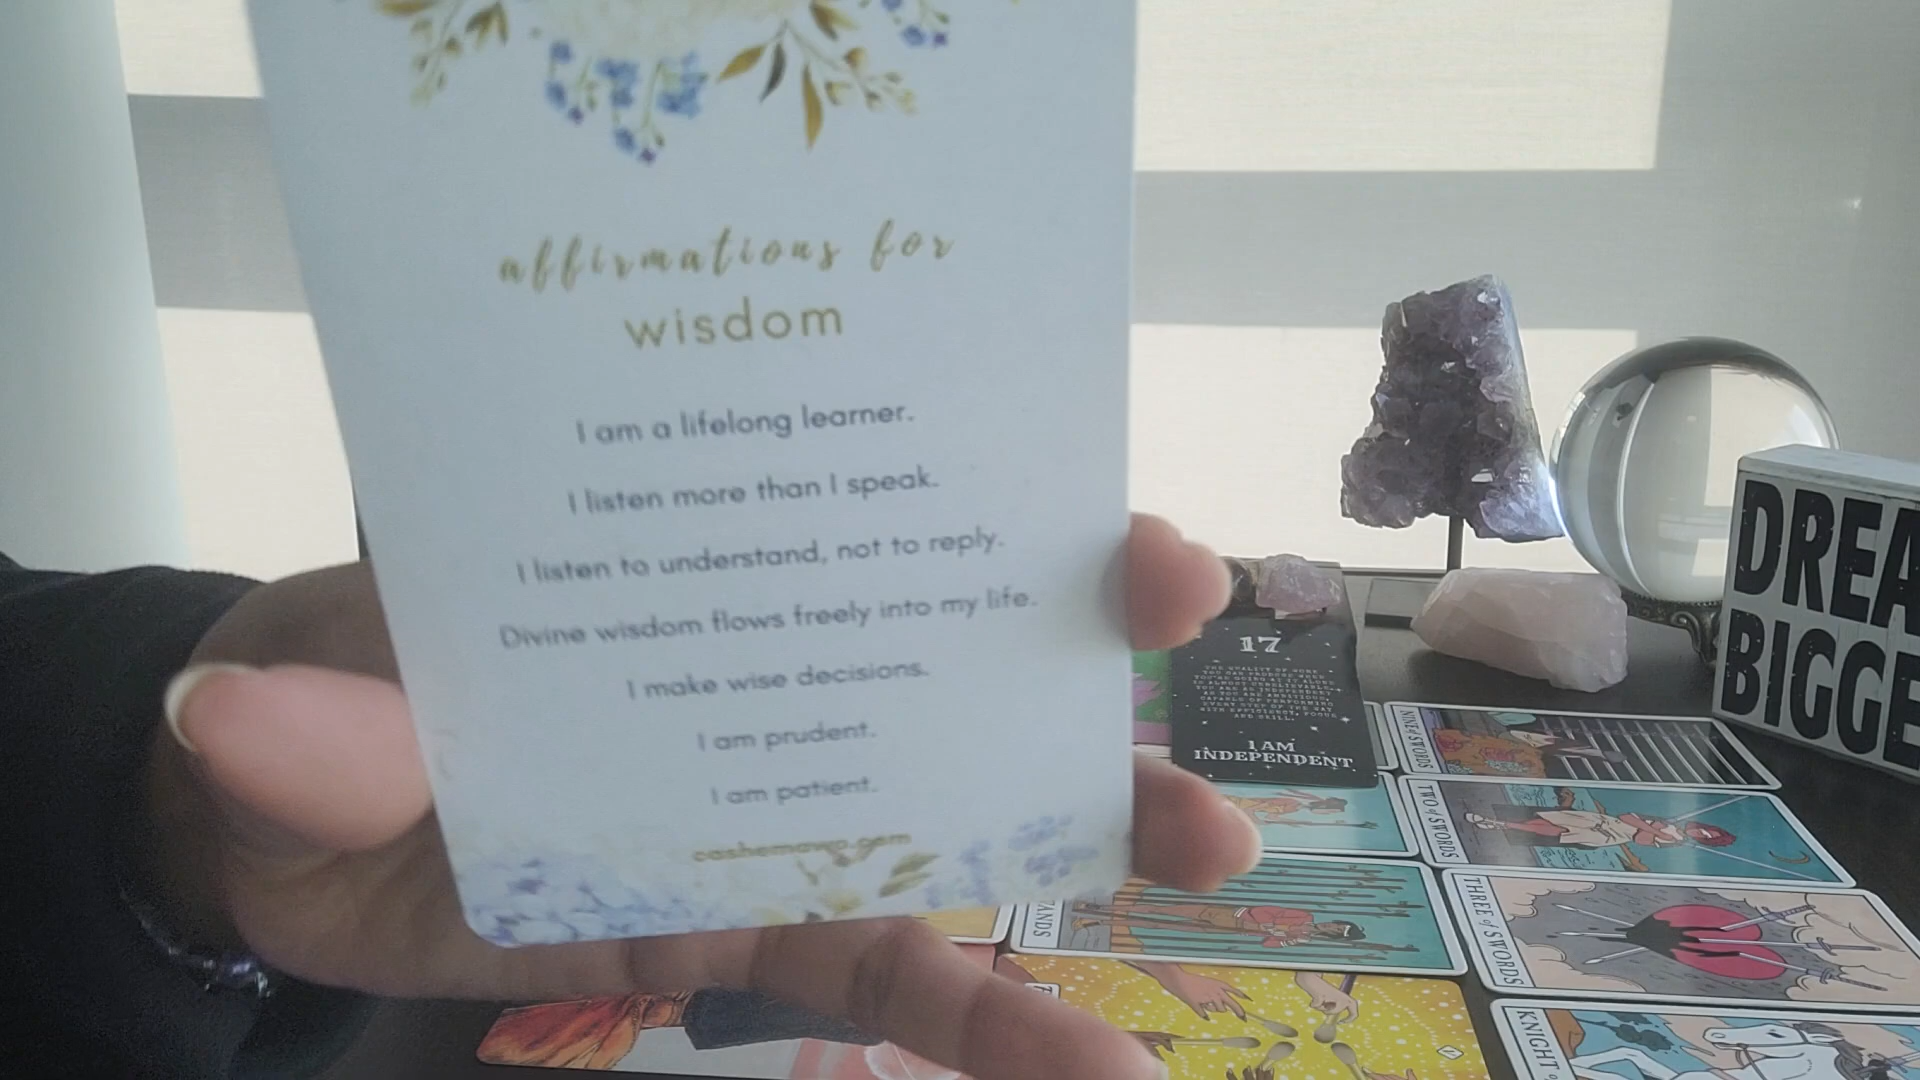 affirmations for
wisdom
I am a lifelong learner.
I listen more than I speak.
I listen to understand, not to reply.
Divine wisdom flows freely into my life.
I make wise decisions.
I am prudent.
I am patient.
17
I AM
INDEPENDENT
DREA
BIGGE
NINE of SWORDS
TWO of SWORDS
THREE of SWORDS
KNIGHT
WANDS